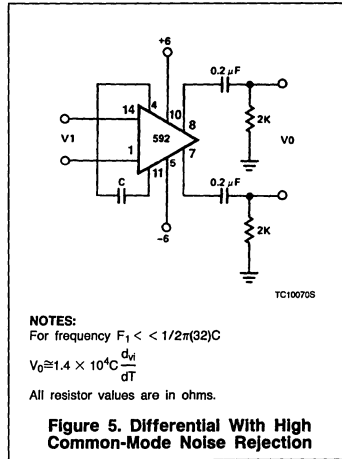 +6
0.2 μF
4
14
10
8
V1
592
2K
V0
1
7
5
11
0.2 μF
C
2K
−6
TC10070S
NOTES:
For frequency F₁ < < 1/2π(32)C
V₀≅1.4 × 10⁴C dᵥᵢ/dT
All resistor values are in ohms.
Figure 5. Differential With High
Common-Mode Noise Rejection